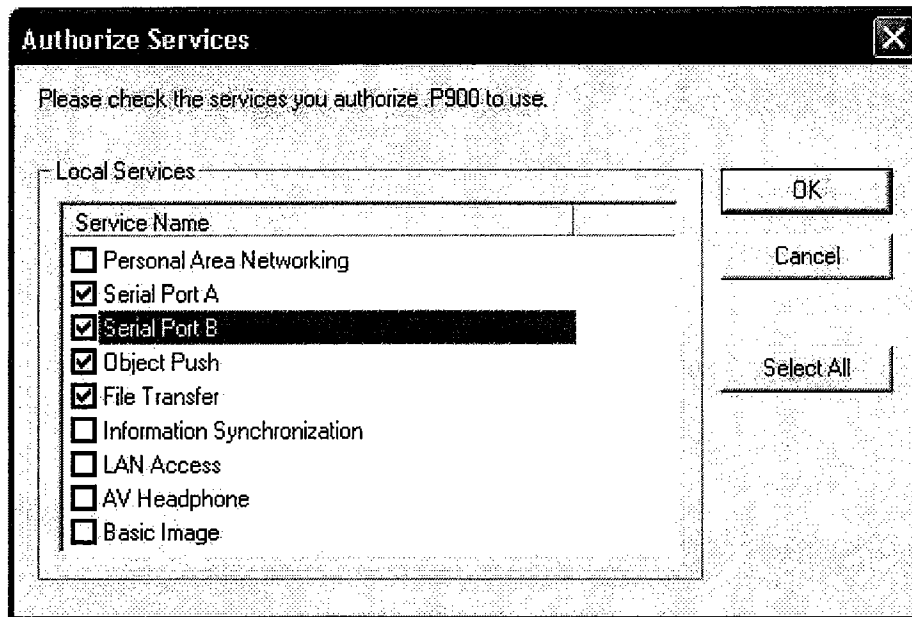 Authorize Services
Please check the services you authorize .P900 to use.
Local Services
Service Name
Personal Area Networking
Serial Port A
Serial Port B
Object Push
File Transfer
Information Synchronization
LAN Access
AV Headphone
Basic Image
OK
Cancel
Select All